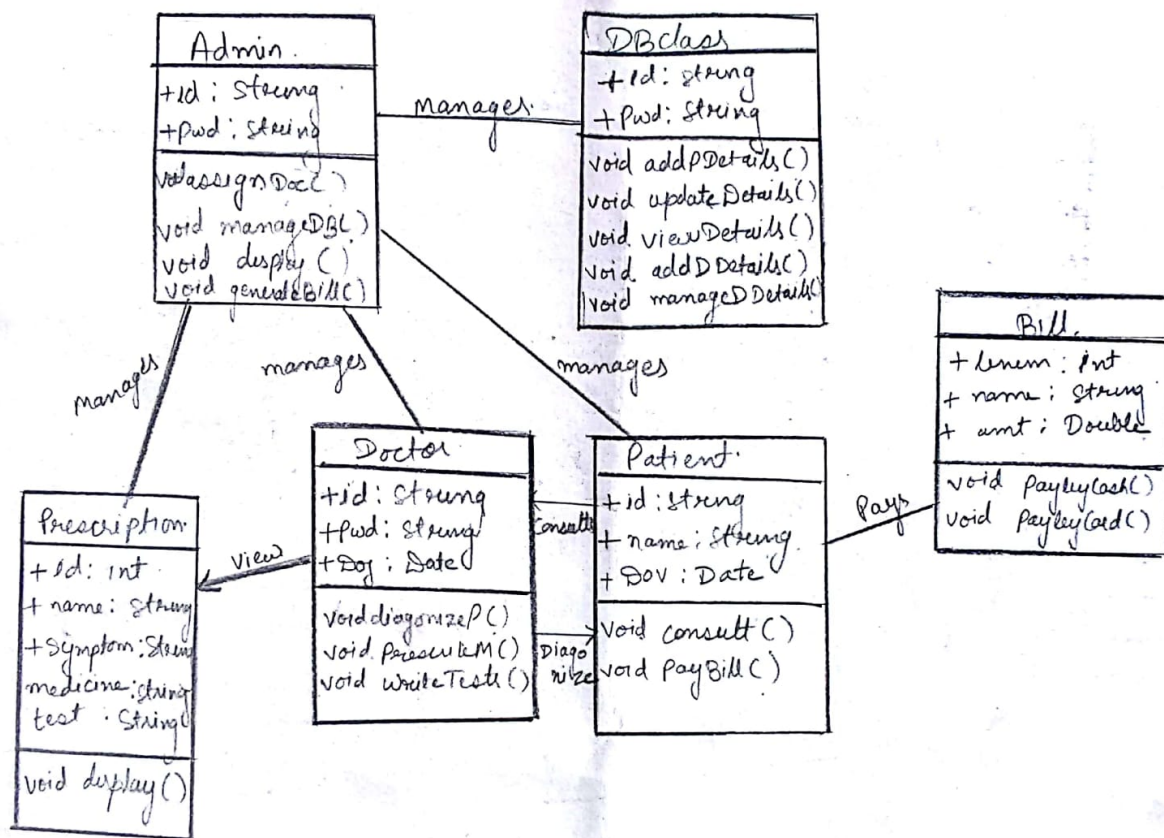 Admin.
+id: String
+pwd: String
void assignDoc()
void manageDB()
void display()
void generateBill()
manages
DBclass
+id: string
+Pwd: String
void addPDetails()
void updateDetails()
void viewDetails()
void addDDetails()
void manageDDetails()
manages
manages
manages
Bill.
+ name: String
+ amt: Double
void PaybyCash()
void PaybyCard()
Doctor
+id: String
+Pwd: String
+Doj: Date
void diagonizeP()
void
void writeTests()
Consults
Diago
nize
Patient.
+ id: String
+ name: String
+ DOV: Date
void consult()
void payBill()
Pays
view
Prescription
+ Id: int
+ name: String
+Symptom: Strin
medicine: string
test: String
void display()